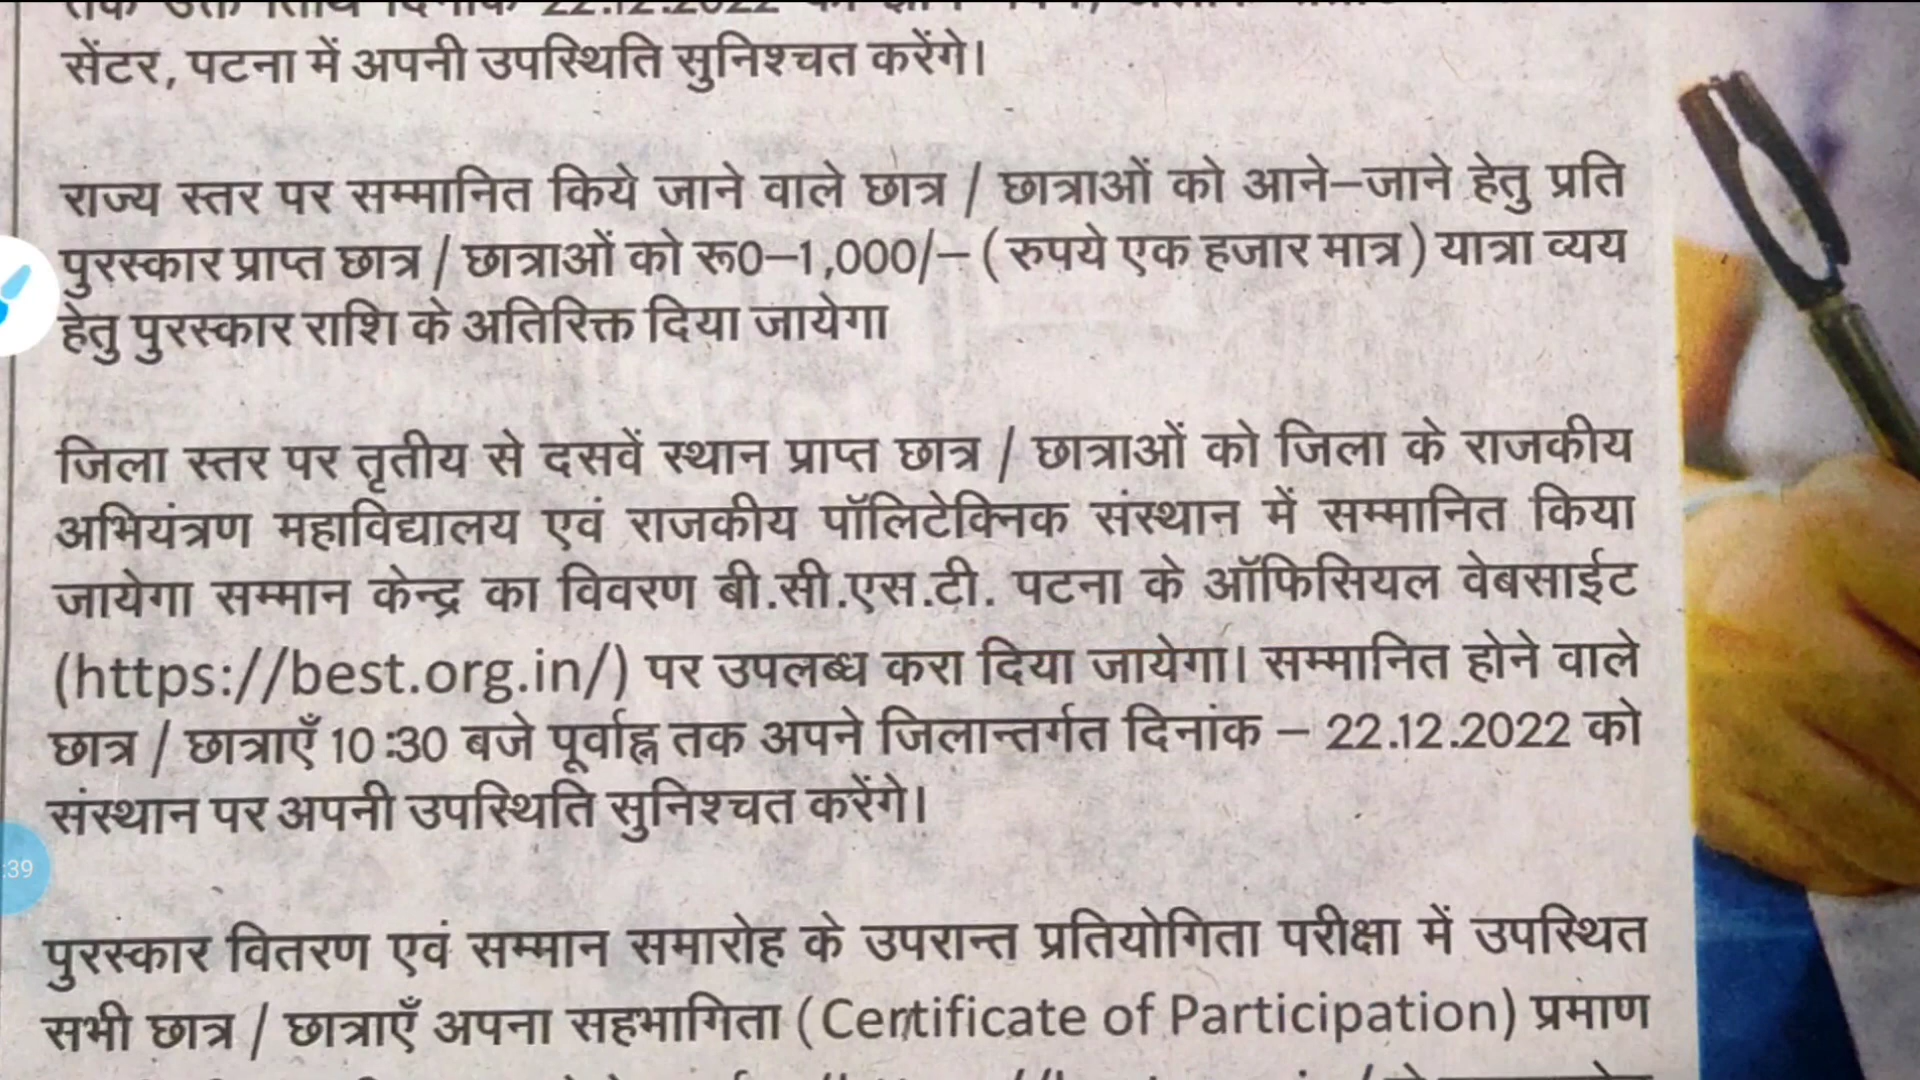 22.12.2022
सेंटर, पटना में अपनी उपस्थिति सुनिश्चत करेंगे।
राज्य स्तर पर सम्मानित किये जाने वाले छात्र / छात्राओं को आने–जाने हेतु प्रति
पुरस्कार प्राप्त छात्र / छात्राओं को रू0–1,000/– ( रुपये एक हजार मात्र ) यात्रा व्यय
हेतु पुरस्कार राशि के अतिरिक्त दिया जायेगा
जिला स्तर पर तृतीय से दसवें स्थान प्राप्त छात्र / छात्राओं को जिला के राजकीय
अभियंत्रण महाविद्यालय एवं राजकीय पॉलिटेक्निक संस्थान में सम्मानित किया
जायेगा सम्मान केन्द्र का विवरण बी.सी.एस.टी. पटना के ऑफिसियल वेबसाईट
(https://best.org.in/) पर उपलब्ध करा दिया जायेगा। सम्मानित होने वाले
छात्र / छात्राएँ 10:30 बजे पूर्वाह्न तक अपने जिलान्तर्गत दिनांक – 22.12.2022 को
संस्थान पर अपनी उपस्थिति सुनिश्चत करेंगे।
:39
पुरस्कार वितरण एवं सम्मान समारोह के उपरान्त प्रतियोगिता परीक्षा में उपस्थित
सभी छात्र / छात्राएँ अपना सहभागिता ( Certificate of Participation) प्रमाण